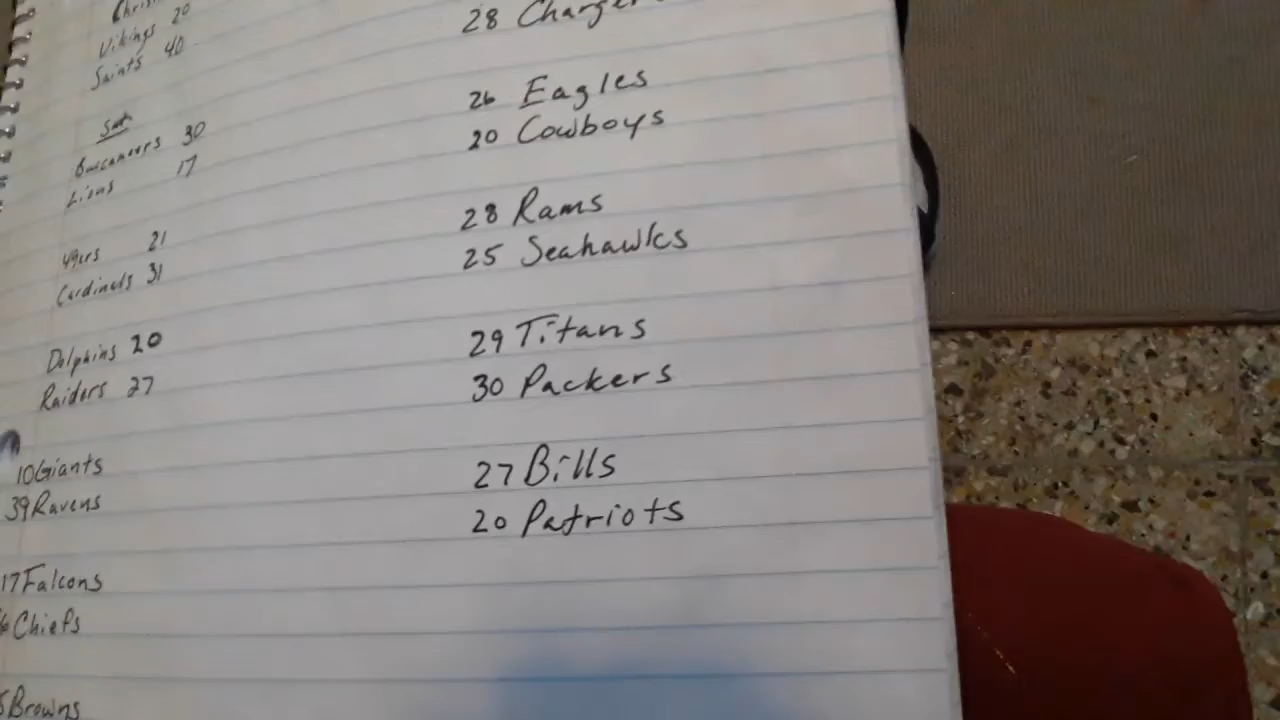 Vikings 20
Saints 40
Sat
Buccaneers 30
Lions 17
49ers 21
Cardinals 31
Dolphins 20
Raiders 27
10 Giants
39 Ravens
17 Falcons
Chiefs
Browns
28 Charger
26 Eagles
20 Cowboys
28 Rams
25 Seahawks
29 Titans
30 Packers
27 Bills
20 Patriots